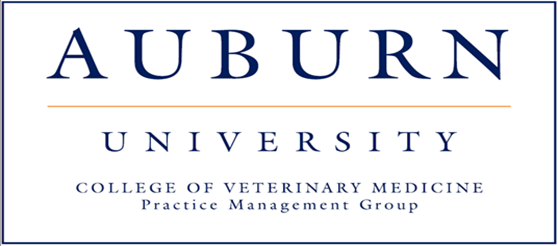 AUBURN
UNIVERSITY
COLLEGE OF VETERINARY MEDICINE
Practice Management Group